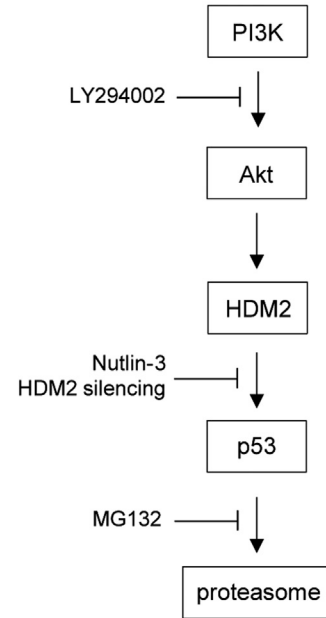 PI3K
LY294002
Akt
HDM2
Nutlin-3
HDM2 silencing
p53
MG132
proteasome